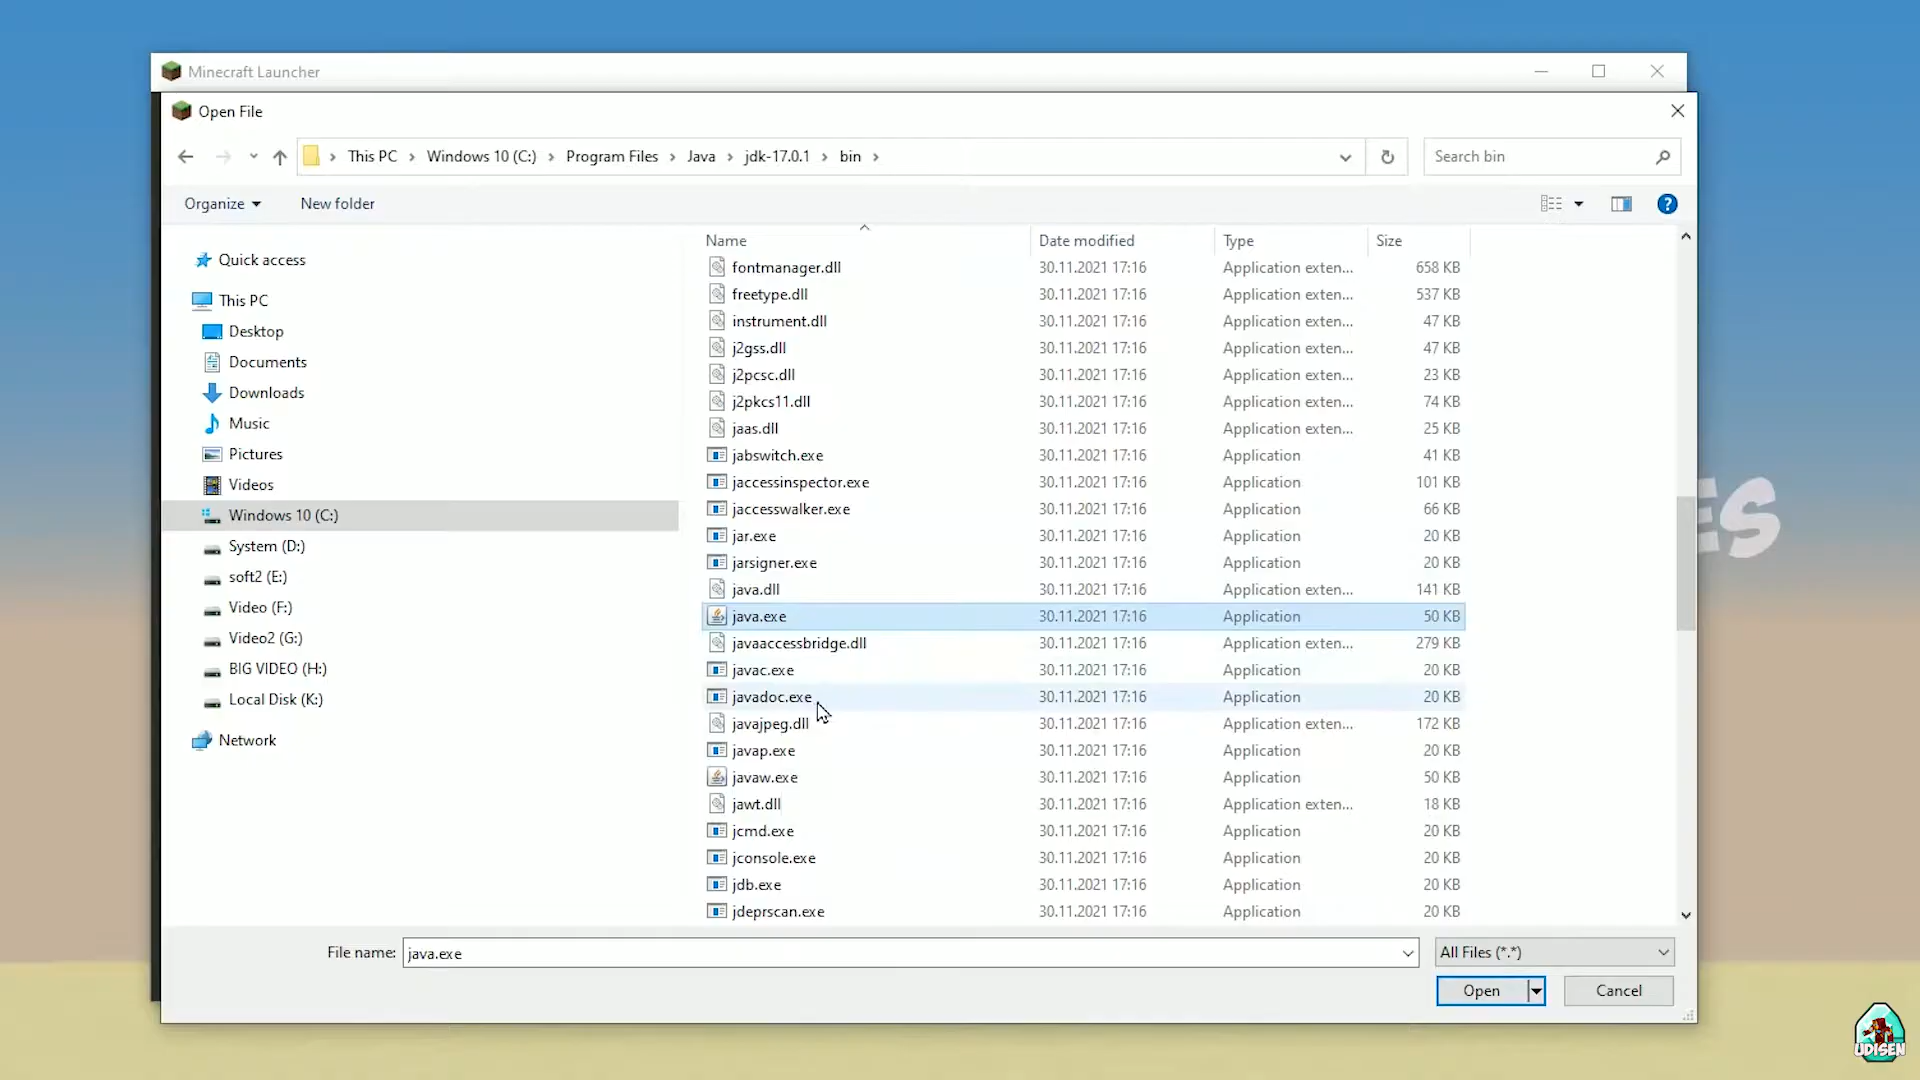 Minecraft Launcher
Open File
This PC > Windows 10 (C:) > Program Files > Java > jdk-17.0.1 > bin >
Search bin
Organize
New folder
Quick access
This PC
Desktop
Documents
Downloads
Music
Pictures
Videos
Windows 10 (C:)
System (D:)
soft2 (E:)
Video (F:)
Video2 (G:)
BIG VIDEO (H:)
Local Disk (K:)
Network
Name Date modified Type Size
fontmanager.dll 30.11.2021 17:16 Application exten... 658 KB
freetype.dll 30.11.2021 17:16 Application exten... 537 KB
instrument.dll 30.11.2021 17:16 Application exten... 47 KB
j2gss.dll 30.11.2021 17:16 Application exten... 47 KB
j2pcsc.dll 30.11.2021 17:16 Application exten... 23 KB
j2pkcs11.dll 30.11.2021 17:16 Application exten... 74 KB
jaas.dll 30.11.2021 17:16 Application exten... 25 KB
jabswitch.exe 30.11.2021 17:16 Application 41 KB
jaccessinspector.exe 30.11.2021 17:16 Application 101 KB
jaccesswalker.exe 30.11.2021 17:16 Application 66 KB
jar.exe 30.11.2021 17:16 Application 20 KB
jarsigner.exe 30.11.2021 17:16 Application 20 KB
java.dll 30.11.2021 17:16 Application exten... 141 KB
java.exe 30.11.2021 17:16 Application 50 KB
javaaccessbridge.dll 30.11.2021 17:16 Application exten... 279 KB
javac.exe 30.11.2021 17:16 Application 20 KB
javadoc.exe 30.11.2021 17:16 Application 20 KB
javajpeg.dll 30.11.2021 17:16 Application exten... 172 KB
javap.exe 30.11.2021 17:16 Application 20 KB
javaw.exe 30.11.2021 17:16 Application 50 KB
jawt.dll 30.11.2021 17:16 Application exten... 18 KB
jcmd.exe 30.11.2021 17:16 Application 20 KB
jconsole.exe 30.11.2021 17:16 Application 20 KB
jdb.exe 30.11.2021 17:16 Application 20 KB
jdeprscan.exe 30.11.2021 17:16 Application 20 KB
File name: java.exe
All Files (*.*)
Open
Cancel
UDISEN